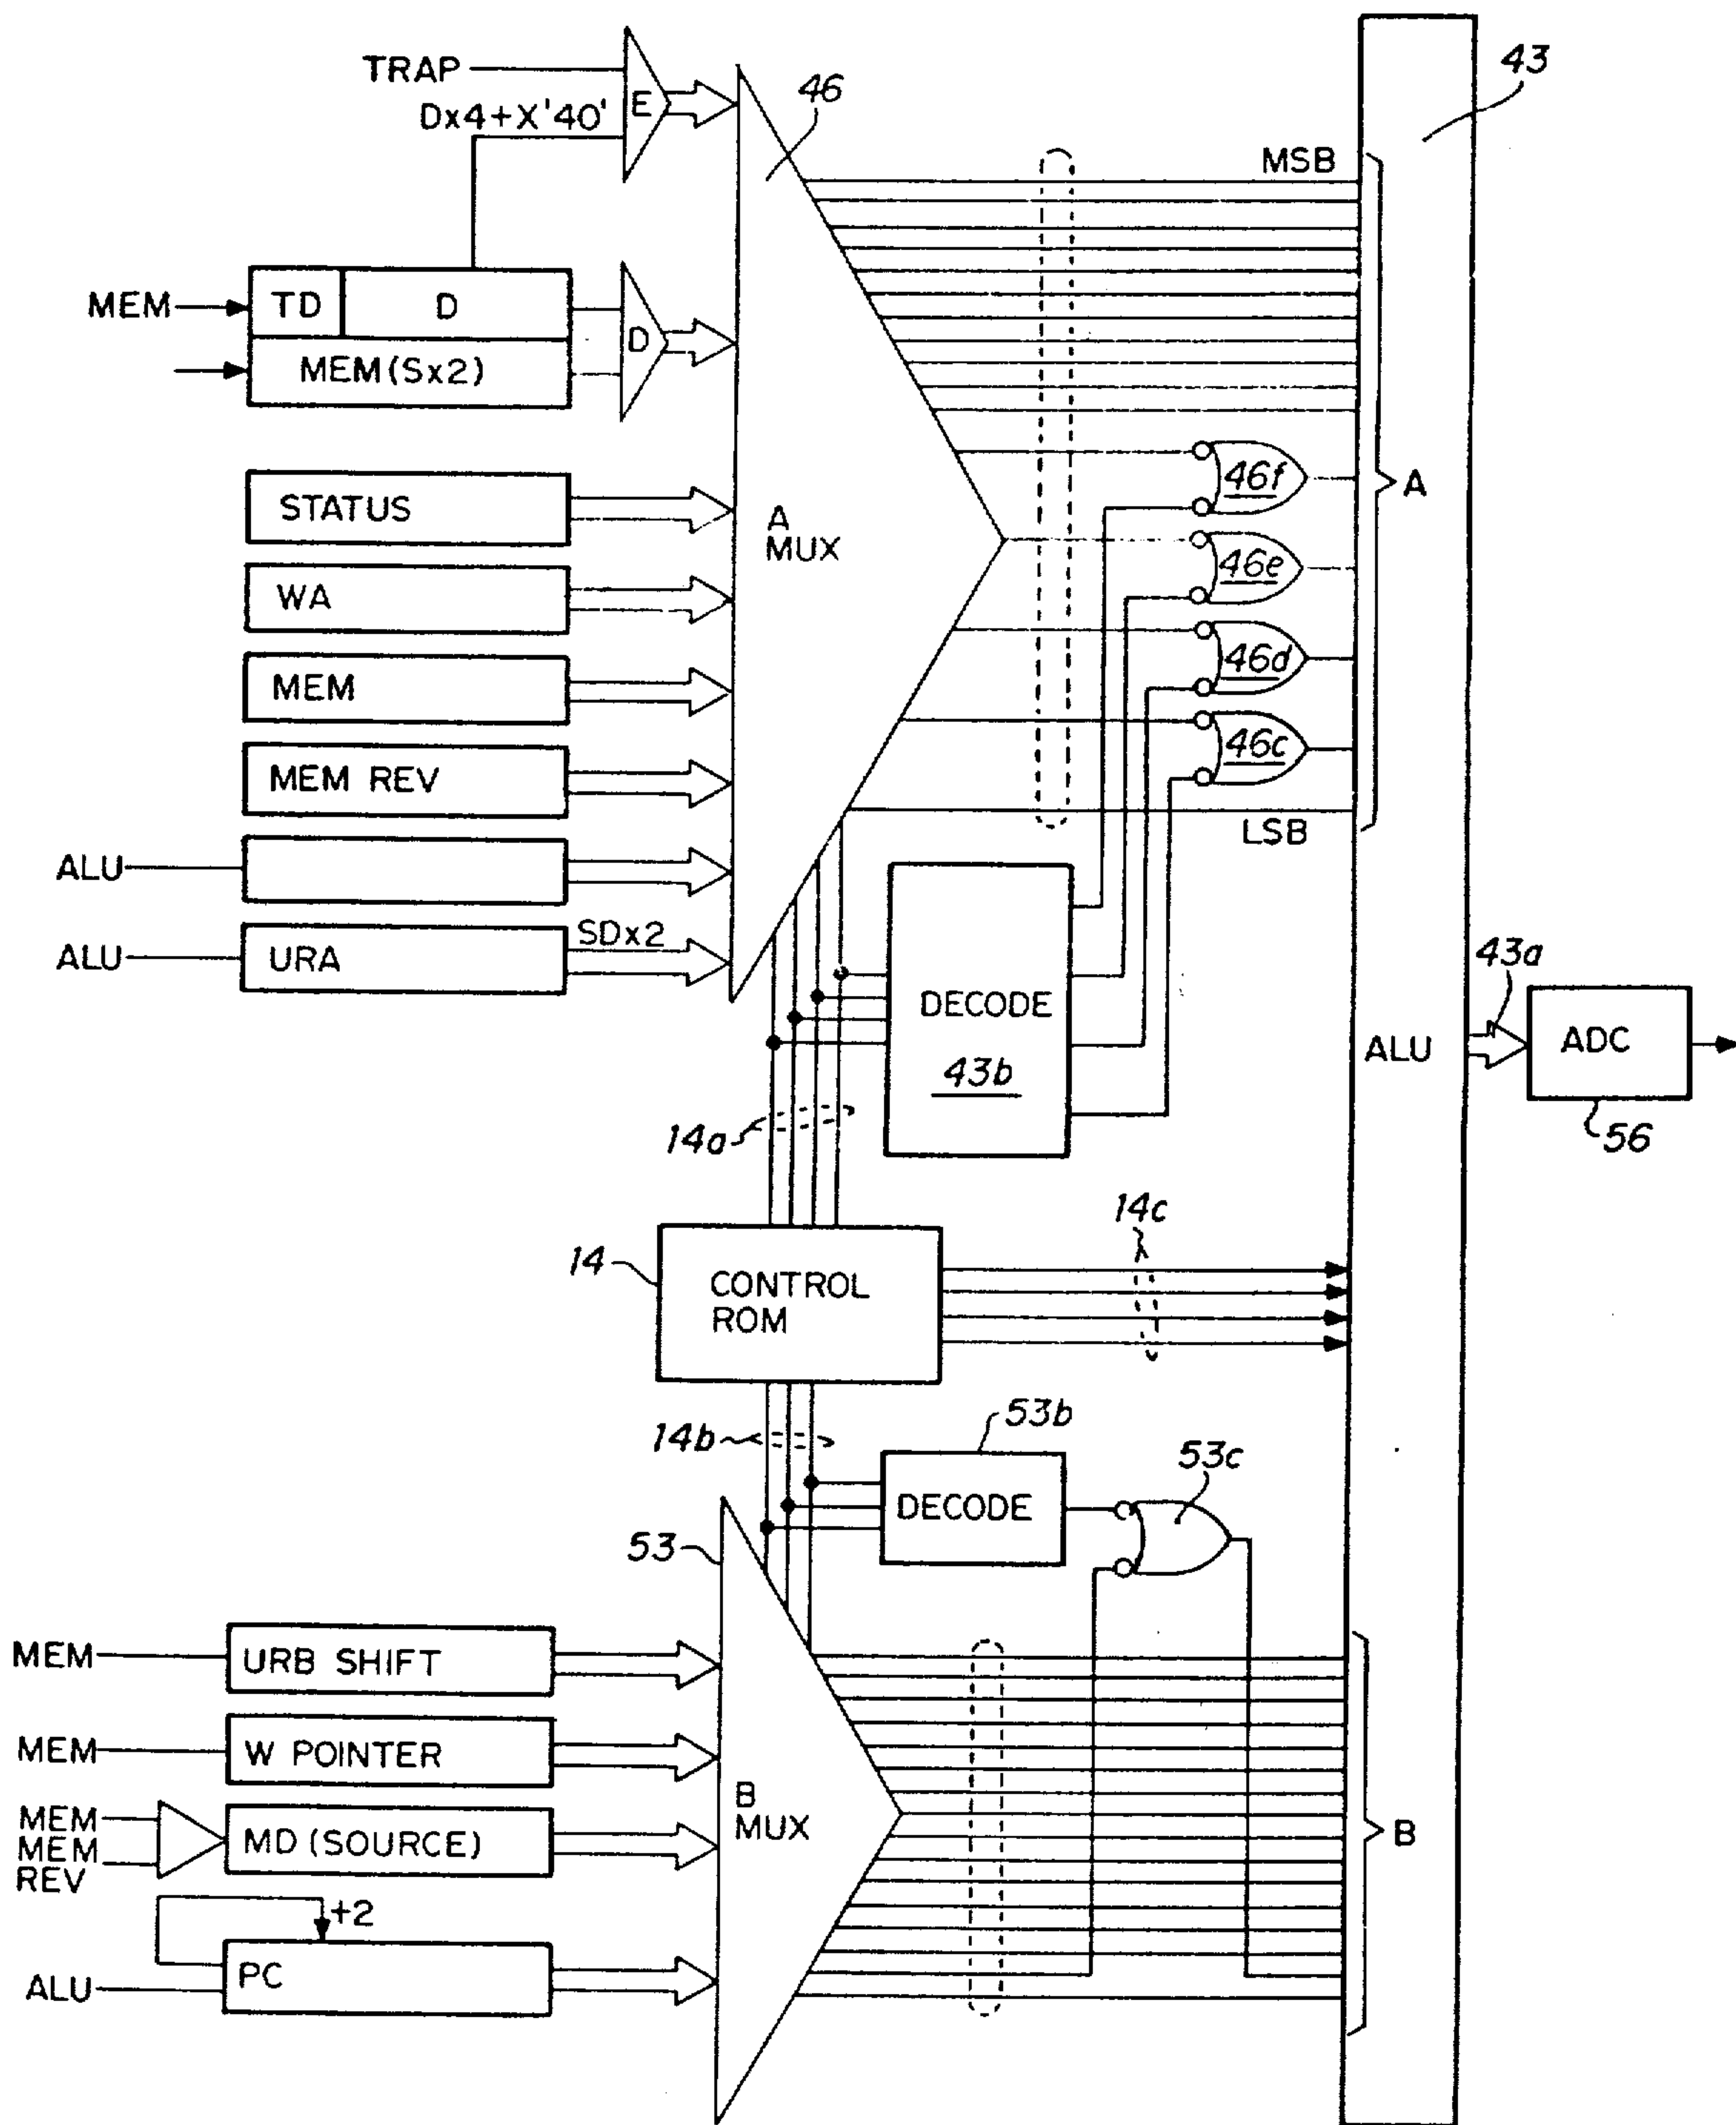 TRAP
E
Dx4+X'40'
46
43
MSB
MEM
TD
D
D
MEM(Sx2)
STATUS
A
MUX
46f
A
WA
46e
MEM
46d
MEM REV
46c
LSB
ALU
ALU
URA
SDx2
DECODE
43b
43a
ALU
ADC
56
14a
14
CONTROL
ROM
14c
14b
53b
DECODE
53c
53
MEM
URB SHIFT
MEM
W POINTER
B
MUX
B
MEM
MEM
REV
MD (SOURCE)
+2
PC
ALU